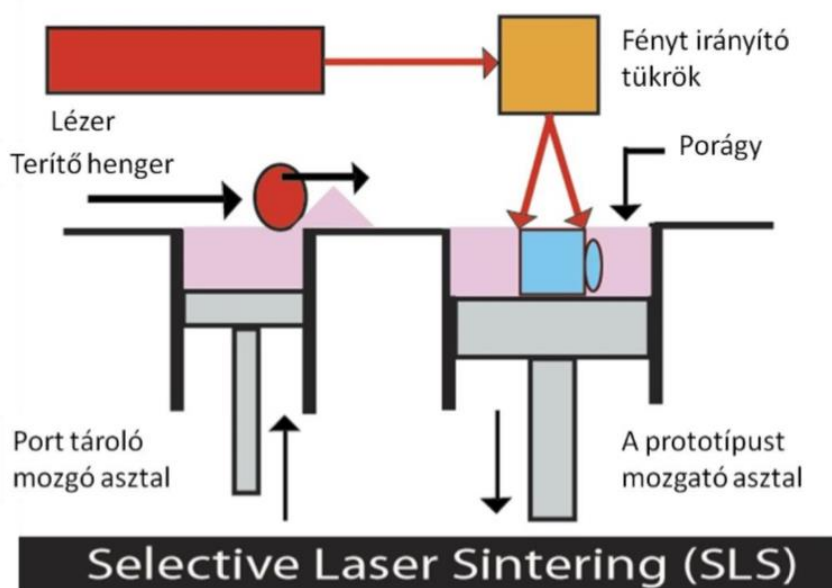 Fényt irányító
tükrök
Lézer
Terítő henger
Porágy
Port tároló
mozgó asztal
A prototípust
mozgató asztal
Selective Laser Sintering (SLS)